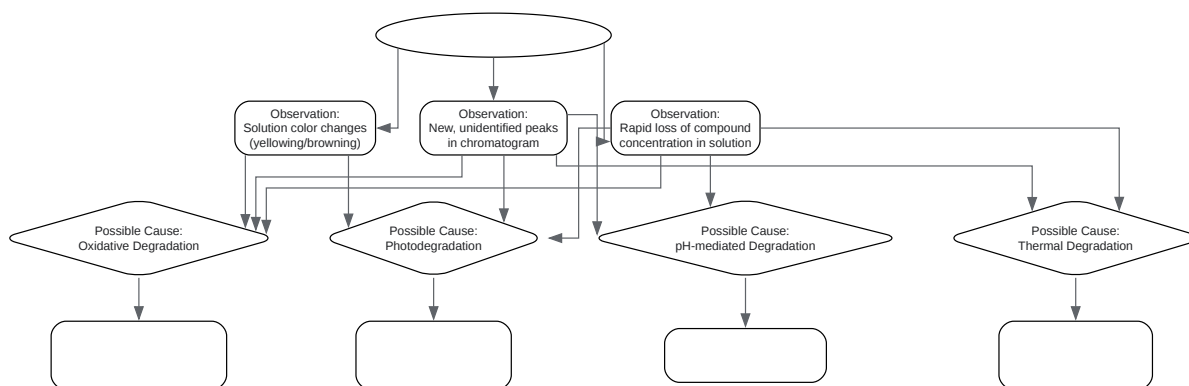 Observation:
Solution color changes
(yellowing/browning)
Observation:
New, unidentified peaks
in chromatogram
Observation:
Rapid loss of compound
concentration in solution
Possible Cause:
Oxidative Degradation
Possible Cause:
Photodegradation
Possible Cause:
pH-mediated Degradation
Possible Cause:
Thermal Degradation